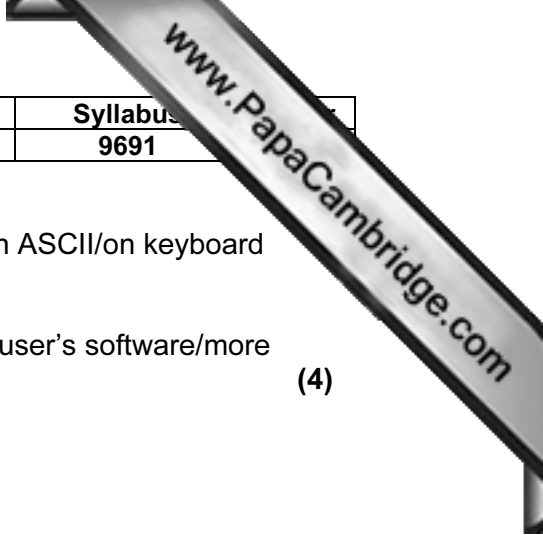 Syllabus
9691
www.PapaCambridge.com
ASCII/on keyboard
user's software/more
(4)